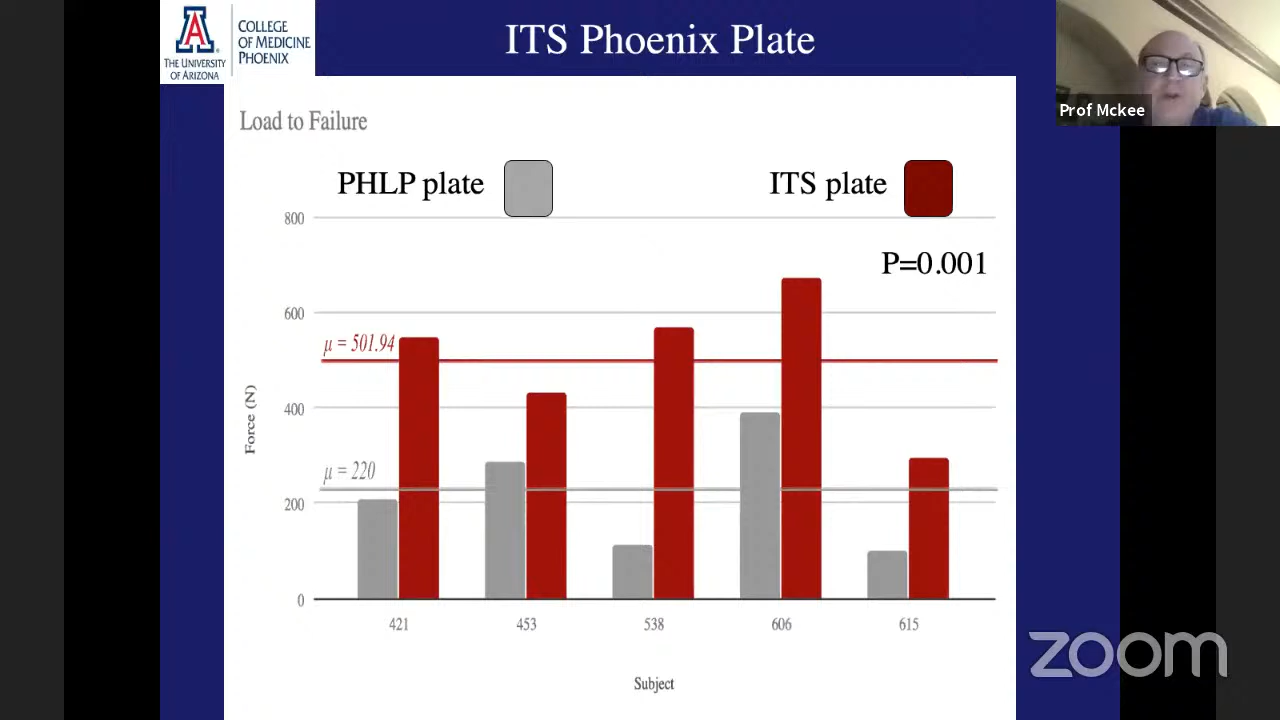 THE UNIVERSITY
OF ARIZONA
COLLEGE
OF MEDICINE
PHOENIX
ITS Phoenix Plate
Prof Mckee
Load to Failure
PHLP plate
ITS plate
P=0.001
800
600
400
200
0
μ = 501.94
μ = 220
Force (N)
421
453
538
606
615
Subject
zoom